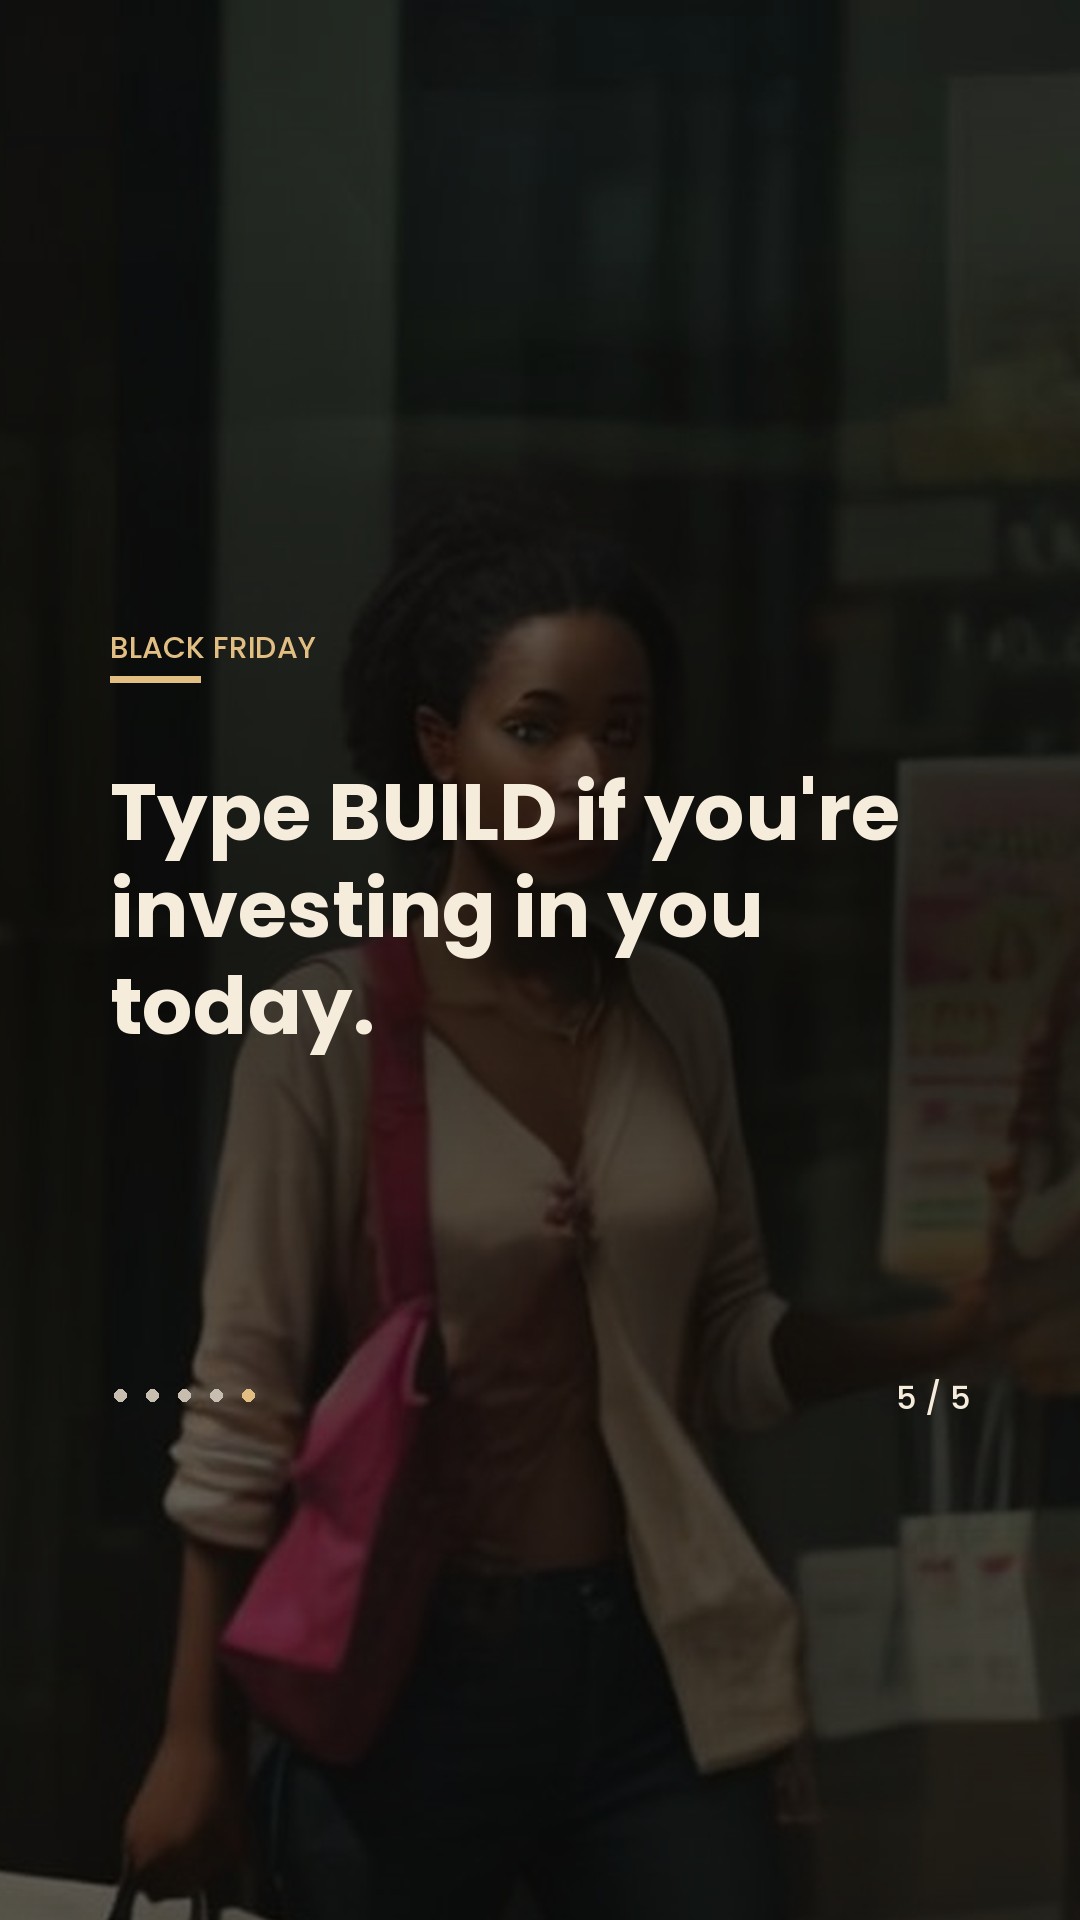 BLACK FRIDAY
Type BUILD if you're
investing in you
today.
5 / 5